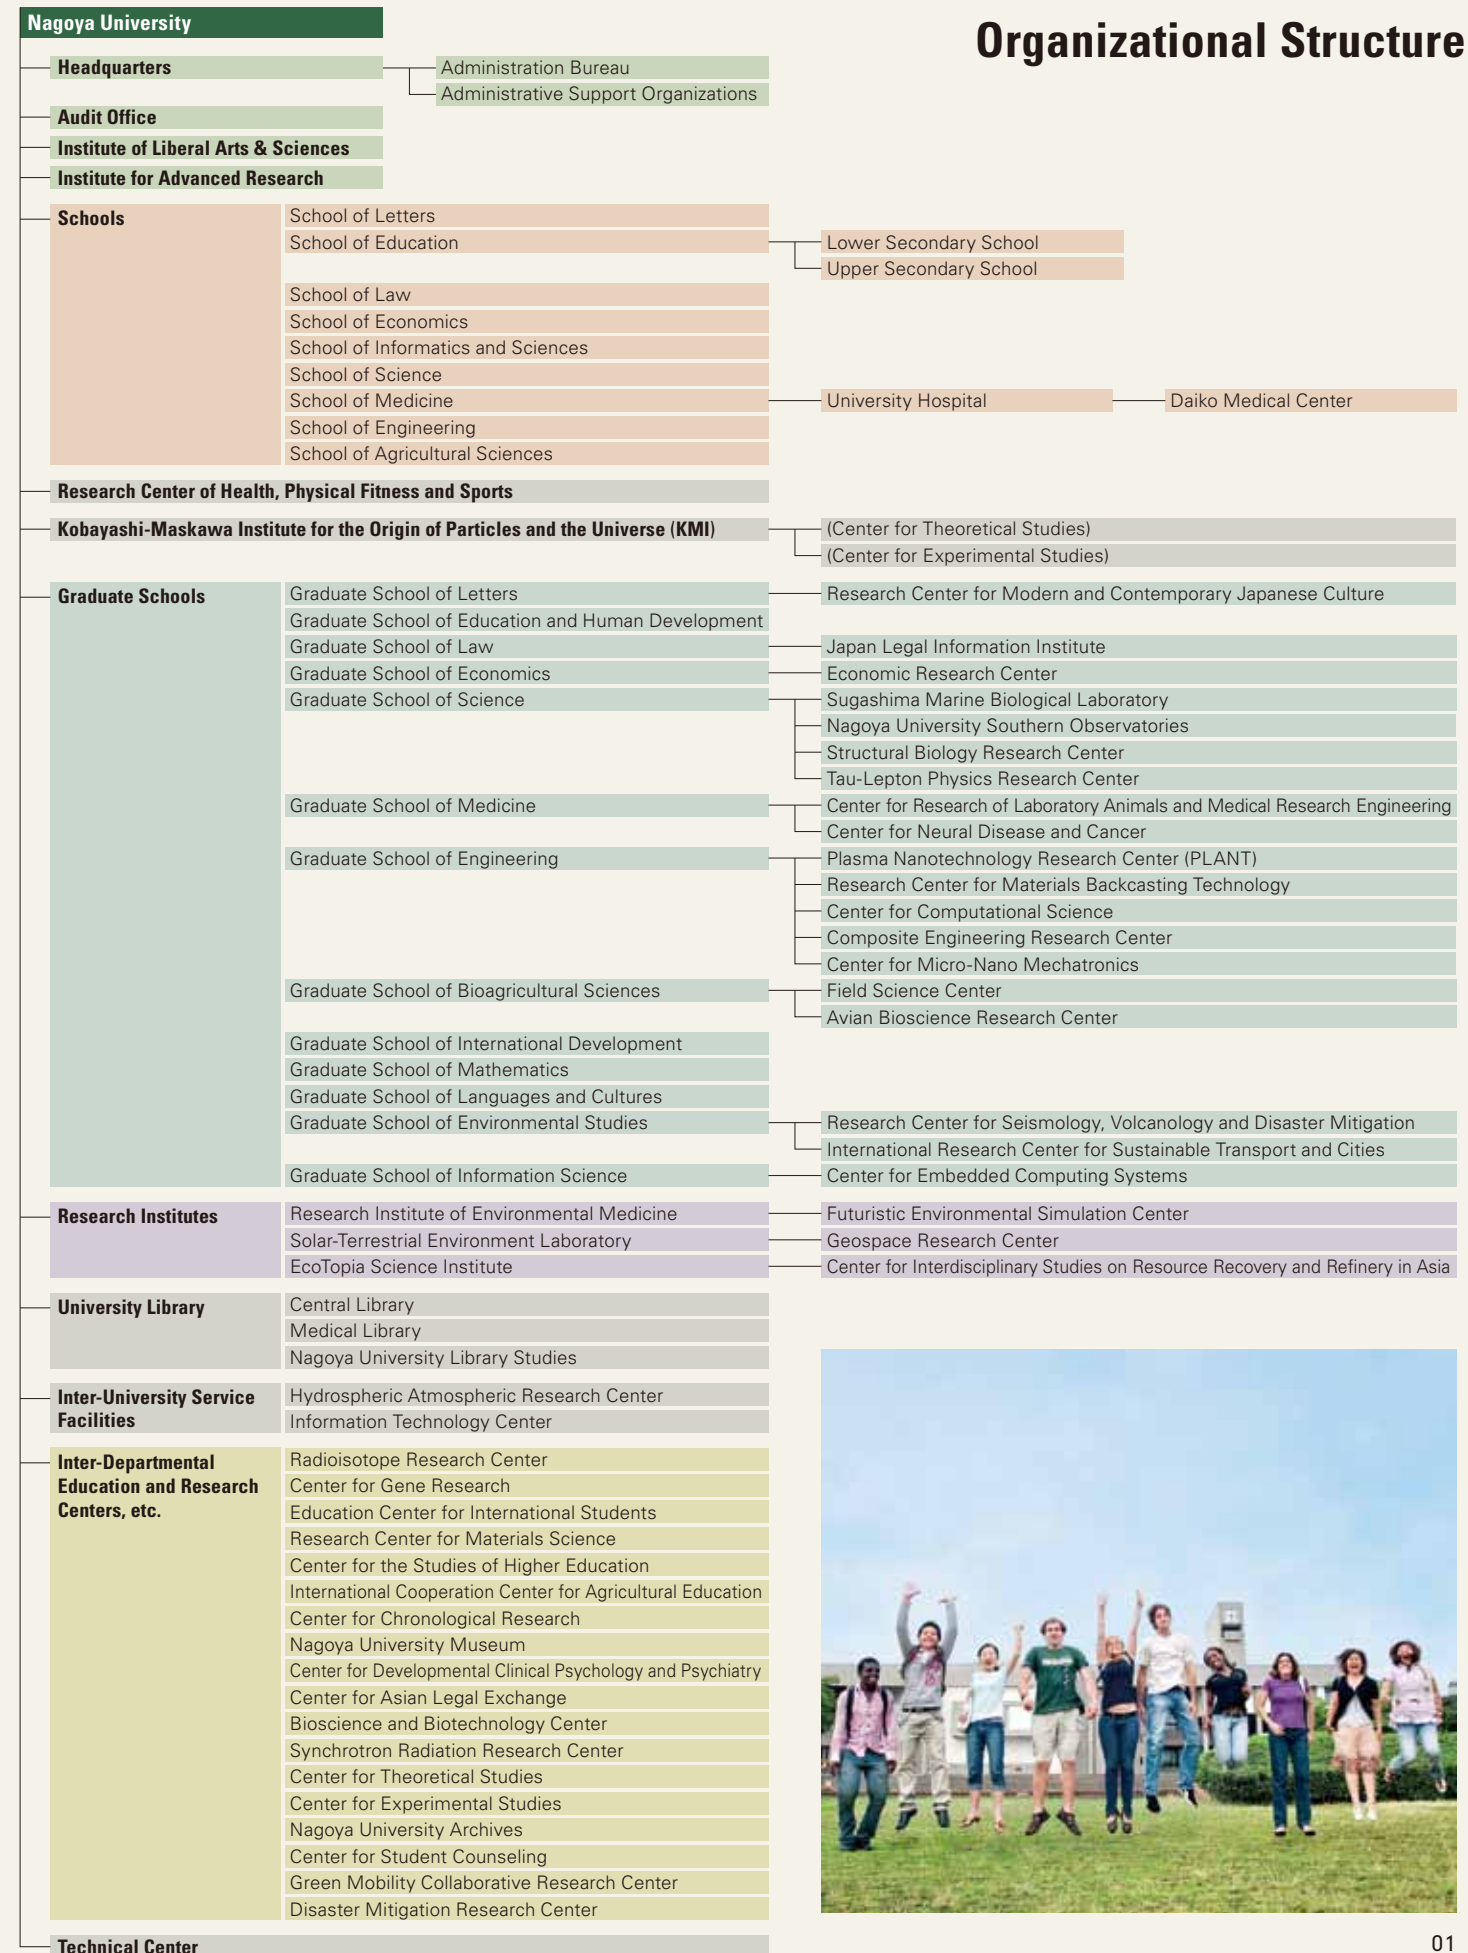 Nagoya University
Organizational Structure
Headquarters
Administration Bureau
Administrative Support Organizations
Audit Office
Institute of Liberal Arts & Sciences
Institute for Advanced Research
Schools
School of Letters
School of Education
Lower Secondary School
Upper Secondary School
School of Law
School of Economics
School of Informatics and Sciences
School of Science
School of Medicine
University Hospital
Daiko Medical Center
School of Engineering
School of Agricultural Sciences
Research Center of Health, Physical Fitness and Sports
Kobayashi-Maskawa Institute for the Origin of Particles and the Universe (KMI)
(Center for Theoretical Studies)
(Center for Experimental Studies)
Graduate Schools
Graduate School of Letters
Research Center for Modern and Contemporary Japanese Culture
Graduate School of Education and Human Development
Graduate School of Law
Japan Legal Information Institute
Graduate School of Economics
Economic Research Center
Graduate School of Science
Sugashima Marine Biological Laboratory
Nagoya University Southern Observatories
Structural Biology Research Center
Tau-Lepton Physics Research Center
Graduate School of Medicine
Center for Research of Laboratory Animals and Medical Research Engineering
Center for Neural Disease and Cancer
Graduate School of Engineering
Plasma Nanotechnology Research Center (PLANT)
Research Center for Materials Backcasting Technology
Center for Computational Science
Composite Engineering Research Center
Center for Micro-Nano Mechatronics
Graduate School of Bioagricultural Sciences
Field Science Center
Avian Bioscience Research Center
Graduate School of International Development
Graduate School of Mathematics
Graduate School of Languages and Cultures
Graduate School of Environmental Studies
Research Center for Seismology, Volcanology and Disaster Mitigation
International Research Center for Sustainable Transport and Cities
Graduate School of Information Science
Center for Embedded Computing Systems
Research Institutes
Research Institute of Environmental Medicine
Futuristic Environmental Simulation Center
Solar-Terrestrial Environment Laboratory
Geospace Research Center
EcoTopia Science Institute
Center for Interdisciplinary Studies on Resource Recovery and Refinery in Asia
University Library
Central Library
Medical Library
Nagoya University Library Studies
Inter-University Service
Facilities
Hydrospheric Atmospheric Research Center
Information Technology Center
Inter-Departmental
Education and Research
Centers, etc.
Radioisotope Research Center
Center for Gene Research
Education Center for International Students
Research Center for Materials Science
Center for the Studies of Higher Education
International Cooperation Center for Agricultural Education
Center for Chronological Research
Nagoya University Museum
Center for Developmental Clinical Psychology and Psychiatry
Center for Asian Legal Exchange
Bioscience and Biotechnology Center
Synchrotron Radiation Research Center
Center for Theoretical Studies
Center for Experimental Studies
Nagoya University Archives
Center for Student Counseling
Green Mobility Collaborative Research Center
Disaster Mitigation Research Center
Technical Center
01